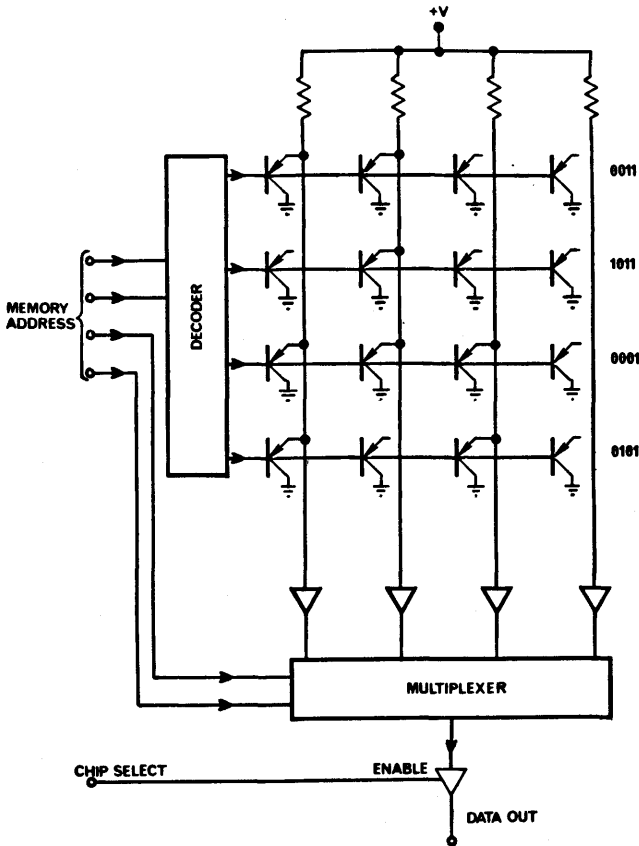 +V
0011
1011
MEMORY
ADDRESS
DECODER
0001
0101
MULTIPLEXER
CHIP SELECT
ENABLE
DATA OUT